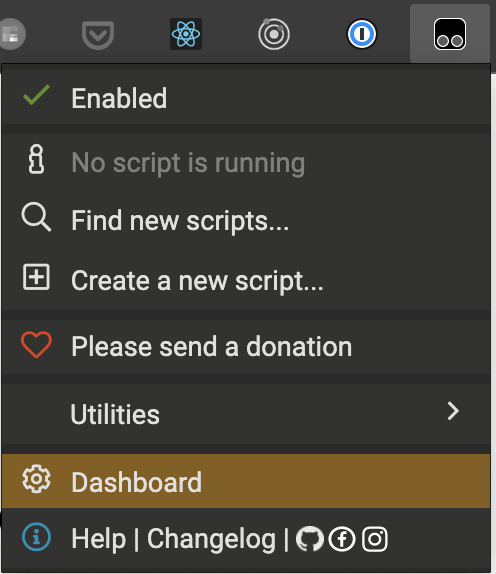 Enabled
No script is running
Find new scripts...
Create a new script...
Please send a donation
Utilities
Dashboard
Help | Changelog |